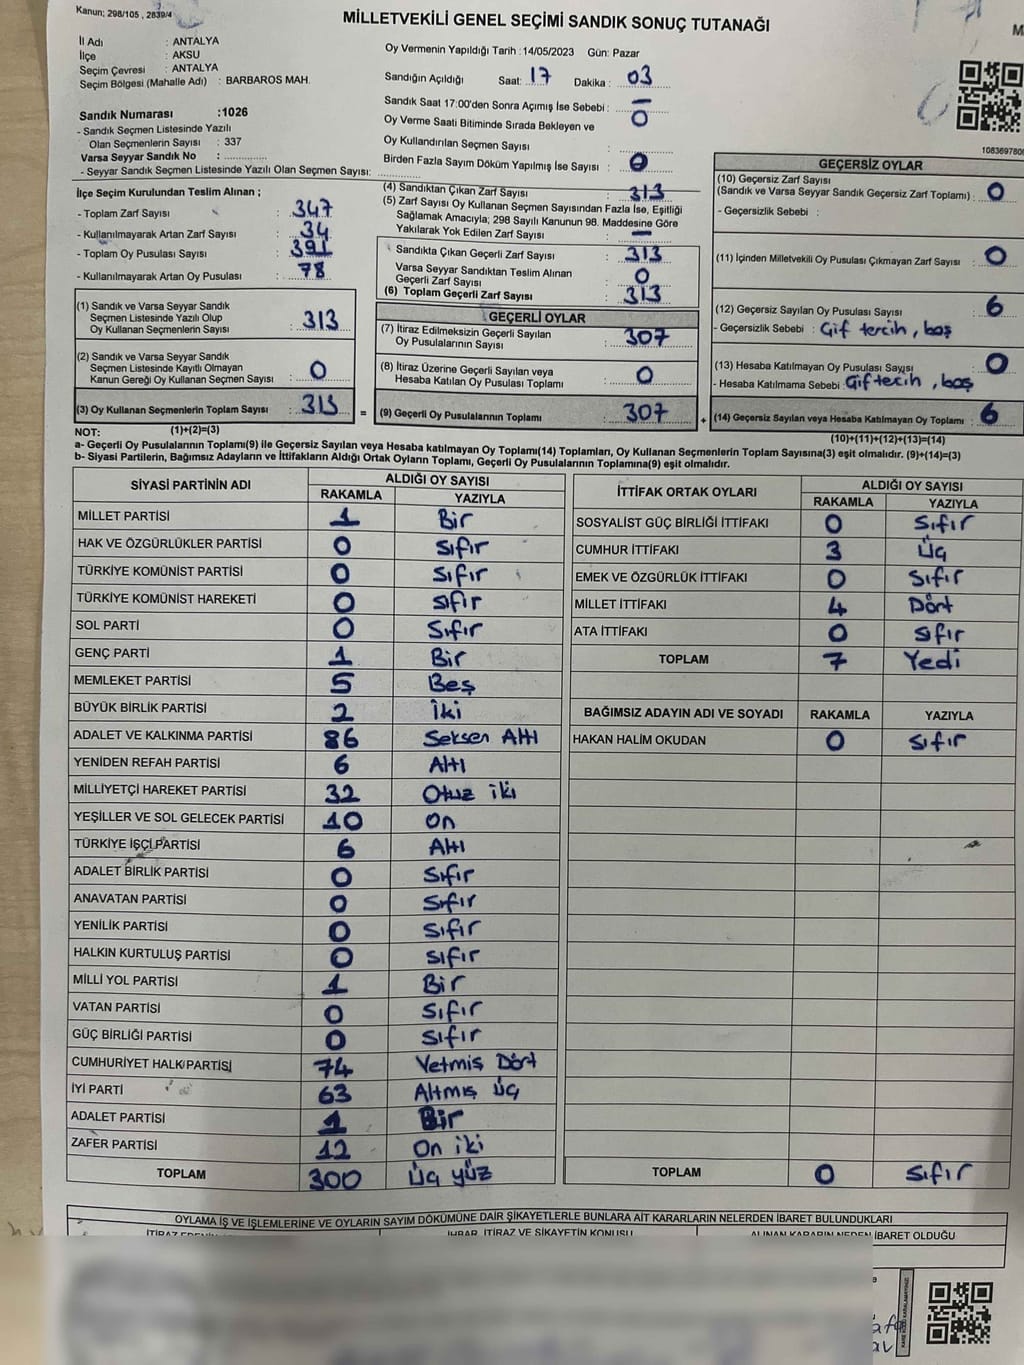 Kanun; 298/105 , 2839/4
MİLLETVEKİLİ GENEL SEÇİMİ SANDIK SONUÇ TUTANAĞI
İl Adı : ANTALYA
İlçe : AKSU
Seçim Çevresi : ANTALYA
Seçim Bölgesi (Mahalle Adı) : BARBAROS MAH.
Sandık Numarası :1026
- Sandık Seçmen Listesinde Yazılı
Olan Seçmenlerin Sayısı : 337
Varsa Seyyar Sandık No :
- Seyyar Sandık Seçmen Listesinde Yazılı Olan Seçmen Sayısı:
Oy Vermenin Yapıldığı Tarih :14/05/2023 Gün: Pazar
Sandığın Açıldığı Saat: 17 Dakika : 03
Sandık Saat 17:00'den Sonra Açımış İse Sebebi : —
Oy Verme Saati Bitiminde Sırada Bekleyen ve 0
Oy Kullandırılan Seçmen Sayısı :
Birden Fazla Sayım Döküm Yapılmış İse Sayısı : 0
İlçe Seçim Kurulundan Teslim Alınan ;
- Toplam Zarf Sayısı : 347
- Kullanılmayarak Artan Zarf Sayısı : 34
- Toplam Oy Pusulası Sayısı : 391
- Kullanılmayarak Artan Oy Pusulası : 78
(4) Sandıktan Çıkan Zarf Sayısı : 313
(5) Zarf Sayısı Oy Kullanan Seçmen Sayısından Fazla İse, Eşitliği
Sağlamak Amacıyla; 298 Sayılı Kanunun 98. Maddesine Göre
Yakılarak Yok Edilen Zarf Sayısı : —
Sandıkta Çıkan Geçerli Zarf Sayısı : 313
Varsa Seyyar Sandıktan Teslim Alınan
Geçerli Zarf Sayısı : 0
(6) Toplam Geçerli Zarf Sayısı : 313
GEÇERSİZ OYLAR
(10) Geçersiz Zarf Sayısı
(Sandık ve Varsa Seyyar Sandık Geçersiz Zarf Toplamı) : 0
- Geçersizlik Sebebi :
(11) İçinden Milletvekili Oy Pusulası Çıkmayan Zarf Sayısı : 0
(12) Geçersiz Sayılan Oy Pusulası Sayısı : 6
- Geçersizlik Sebebi : Çif tercih, boş
(13) Hesaba Katılmayan Oy Pusulası Sayısı : 0
- Hesaba Katılmama Sebebi : Çif tecih, boş
(14) Geçersiz Sayılan veya Hesaba Katılmayan Oy Toplamı : 6
(10)+(11)+(12)+(13)=(14)
(1) Sandık ve Varsa Seyyar Sandık
Seçmen Listesinde Yazılı Olup
Oy Kullanan Seçmenlerin Sayısı : 313
(2) Sandık ve Varsa Seyyar Sandık
Seçmen Listesinde Kayıtlı Olmayan
Kanun Gereği Oy Kullanan Seçmen Sayısı : 0
(3) Oy Kullanan Seçmenlerin Toplam Sayısı : 313
=
GEÇERLİ OYLAR
(7) İtiraz Edilmeksizin Geçerli Sayılan
Oy Pusulalarının Sayısı : 307
(8) İtiraz Üzerine Geçerli Sayılan veya
Hesaba Katılan Oy Pusulası Toplamı : 0
(9) Geçerli Oy Pusulalarının Toplamı : 307
+
NOT: (1)+(2)=(3)
a- Geçerli Oy Pusulalarının Toplamı(9) ile Geçersiz Sayılan veya Hesaba katılmayan Oy Toplamı(14) Toplamları, Oy Kullanan Seçmenlerin Toplam Sayısına(3) eşit olmalıdır. (9)+(14)=(3)
b- Siyasi Partilerin, Bağımsız Adayların ve İttifakların Aldığı Ortak Oyların Toplamı, Geçerli Oy Pusulalarının Toplamına(9) eşit olmalıdır.
SİYASİ PARTİNİN ADI ALDIĞI OY SAYISI
RAKAMLA YAZIYLA
MİLLET PARTİSİ 1 Bir
HAK VE ÖZGÜRLÜKLER PARTİSİ 0 Sıfır
TÜRKİYE KOMÜNİST PARTİSİ 0 Sıfır
TÜRKİYE KOMÜNİST HAREKETİ 0 sıfır
SOL PARTİ 0 Sıfır
GENÇ PARTİ 1 Bir
MEMLEKET PARTİSİ 5 Beş
BÜYÜK BİRLİK PARTİSİ 2 İki
ADALET VE KALKINMA PARTİSİ 86 Seksen Altı
YENİDEN REFAH PARTİSİ 6 Altı
MİLLİYETÇİ HAREKET PARTİSİ 32 Otuz iki
YEŞİLLER VE SOL GELECEK PARTİSİ 10 On
TÜRKİYE İŞÇİ PARTİSİ 6 Altı
ADALET BİRLİK PARTİSİ 0 Sıfır
ANAVATAN PARTİSİ 0 Sıfır
YENİLİK PARTİSİ 0 Sıfır
HALKIN KURTULUŞ PARTİSİ 0 sıfır
MİLLİ YOL PARTİSİ 1 Bir
VATAN PARTİSİ 0 Sıfır
GÜÇ BİRLİĞİ PARTİSİ 0 sıfır
CUMHURİYET HALK PARTİSİ 74 Yetmiş Dört
İYİ PARTİ 63 Altmış üç
ADALET PARTİSİ 1 Bir
ZAFER PARTİSİ 12 On iki
TOPLAM 300 Üç yüz
İTTİFAK ORTAK OYLARI ALDIĞI OY SAYISI
RAKAMLA YAZIYLA
SOSYALİST GÜÇ BİRLİĞİ İTTİFAKI 0 Sıfır
CUMHUR İTTİFAKI 3 Üç
EMEK VE ÖZGÜRLÜK İTTİFAKI 0 Sıfır
MİLLET İTTİFAKI 4 Dört
ATA İTTİFAKI 0 sıfır
TOPLAM 7 Yedi
BAĞIMSIZ ADAYIN ADI VE SOYADI RAKAMLA YAZIYLA
HAKAN HALİM OKUDAN 0 sıfır
TOPLAM 0 sıfır
OYLAMA İŞ VE İŞLEMLERİNE VE OYLARIN SAYIM DÖKÜMÜNE DAİR ŞİKAYETLERLE BUNLARA AİT KARARLARIN NELERDEN İBARET BULUNDUKLARI
İHBAR, İTİRAZ VE ŞİKAYETİN KONUSU
ALINAN KARARIN NEDEN İBARET OLDUĞU